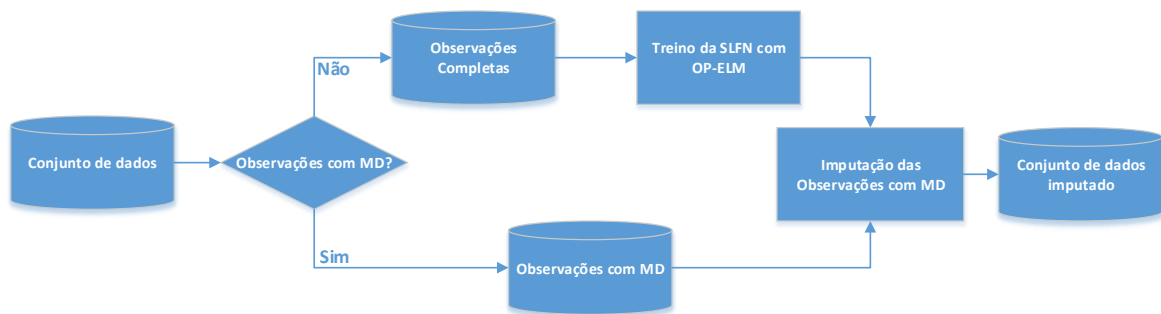 Conjunto de dados
Observações com MD?
Não
Observações
Completas
Treino da SLFN com
OP-ELM
Sim
Observações com MD
Imputação das
Observações com MD
Conjunto de dados
imputado